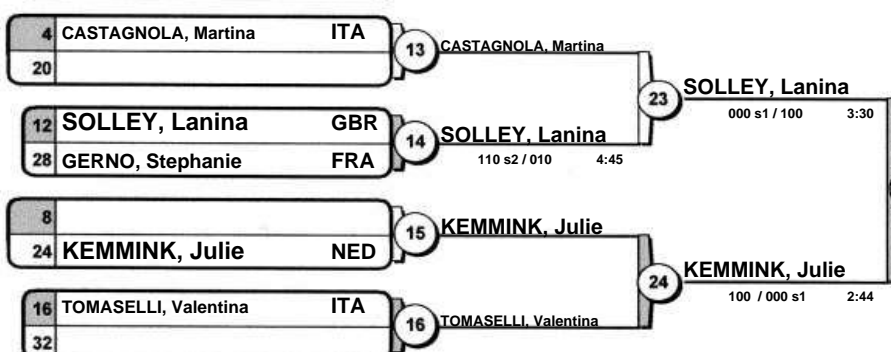 4 CASTAGNOLA, Martina ITA
20
13
CASTAGNOLA, Martina
12 SOLLEY, Lanina GBR
28 GERNO, Stephanie FRA
14
SOLLEY, Lanina
110 s2 / 010 4:45
23
SOLLEY, Lanina
000 s1 / 100 3:30
8
24 KEMMINK, Julie NED
15
KEMMINK, Julie
16 TOMASELLI, Valentina ITA
32
16
TOMASELLI, Valentina
24
KEMMINK, Julie
100 / 000 s1 2:44